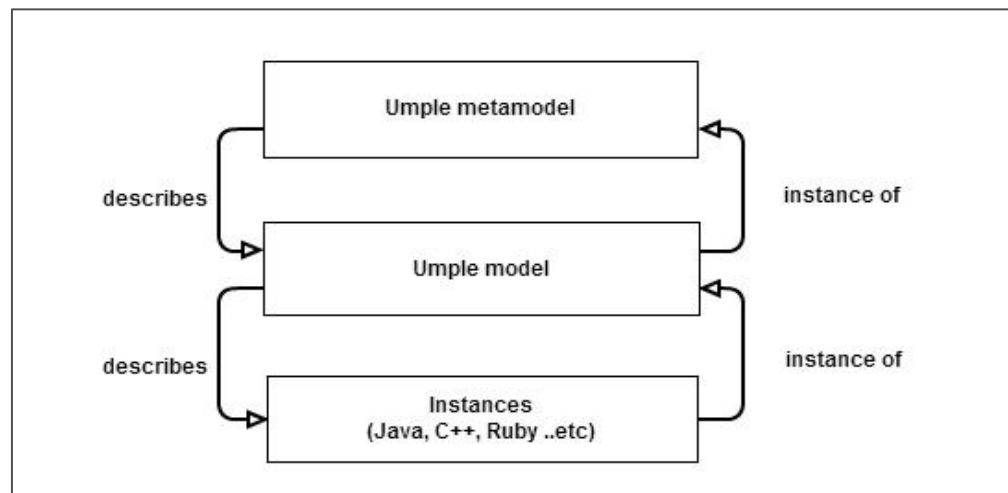 Umple metamodel
describes
instance of
Umple model
describes
instance of
Instances
(Java, C++, Ruby ..etc)